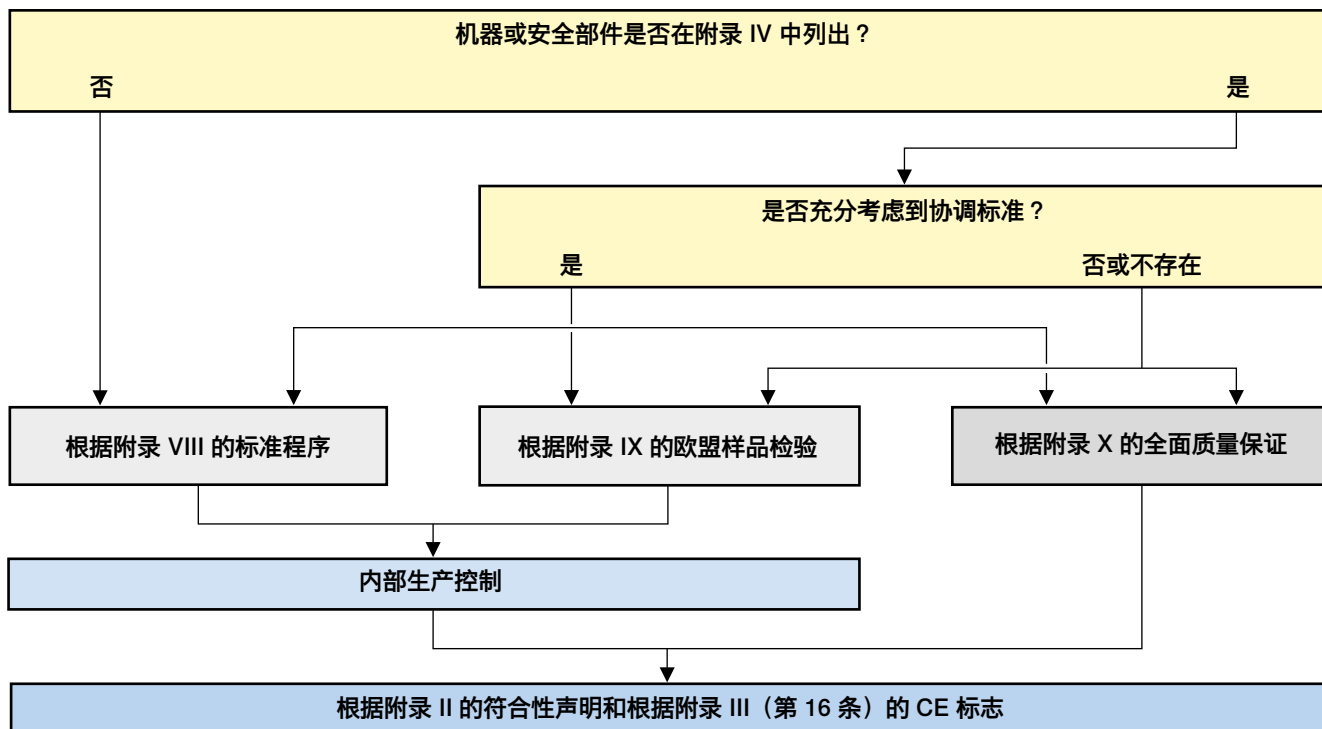 机器或安全部件是否在附录 IV 中列出？
否
是
是否充分考虑到协调标准？
是
否或不存在
根据附录 VIII 的标准程序
根据附录 IX 的欧盟样品检验
根据附录 X 的全面质量保证
内部生产控制
根据附录 II 的符合性声明和根据附录 III（第 16 条）的 CE 标志